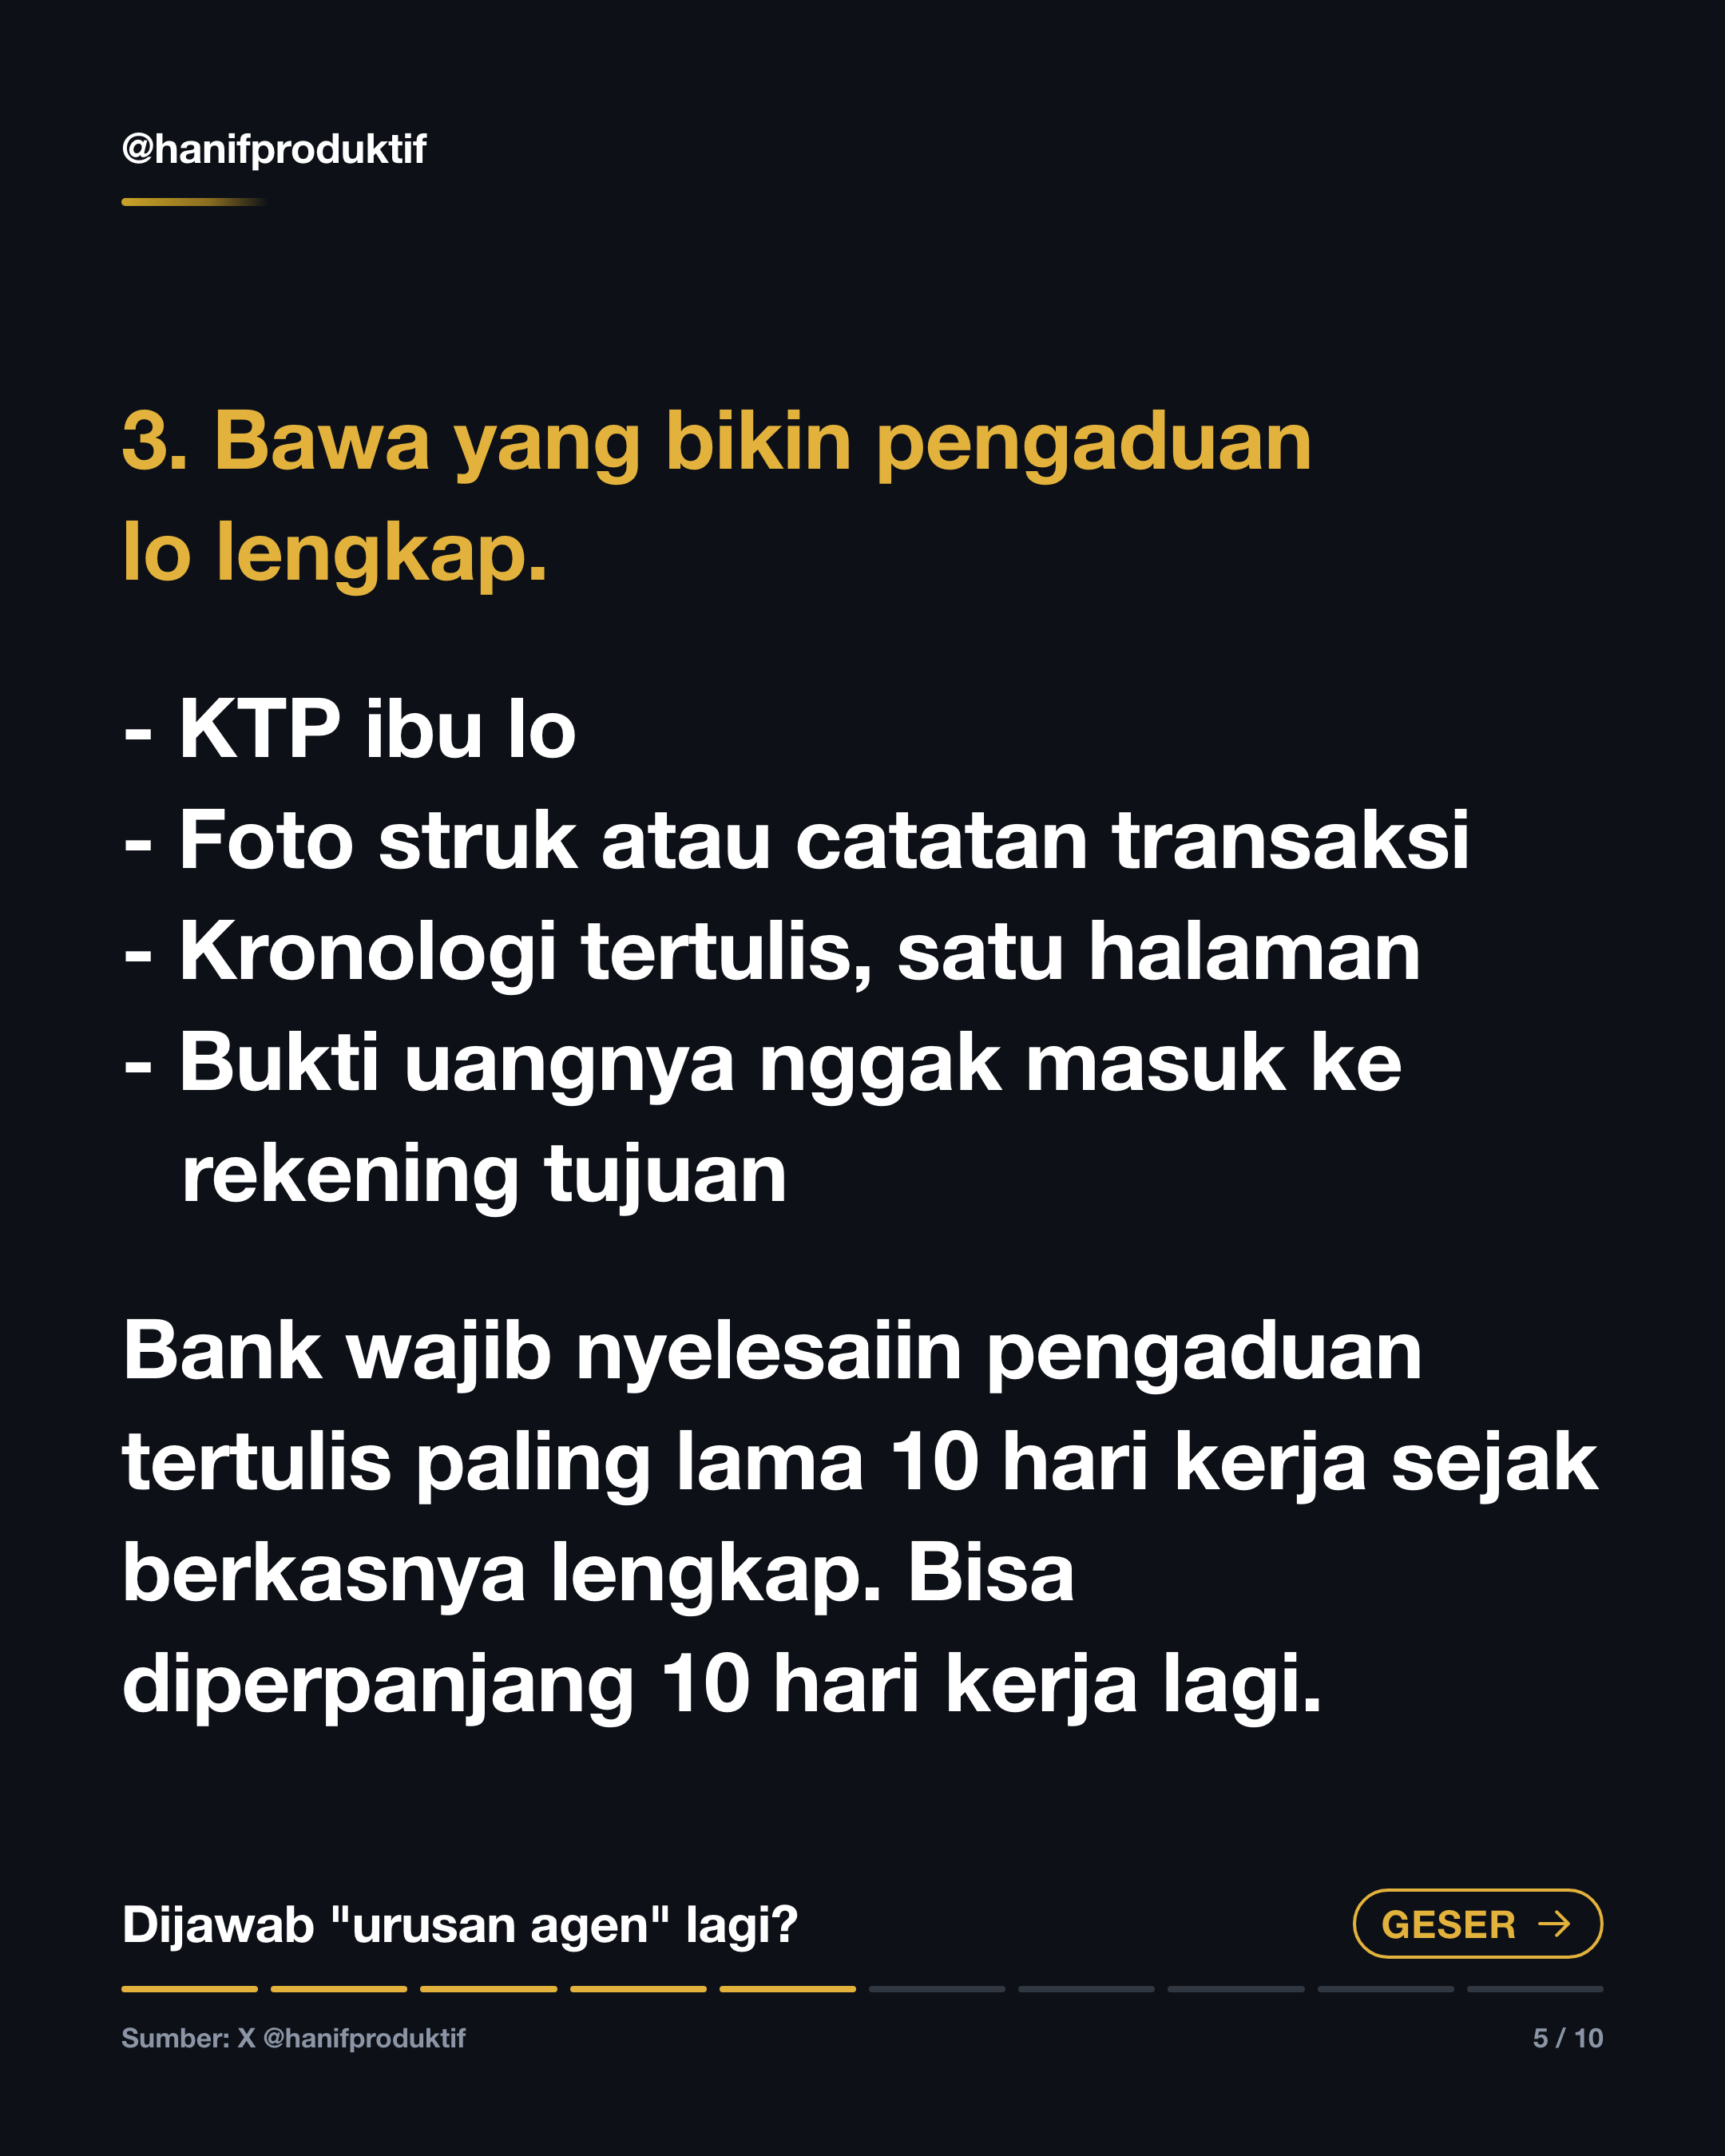 @hanifproduktif
3. Bawa yang bikin pengaduan
lo lengkap.
- KTP ibu lo
- Foto struk atau catatan transaksi
- Kronologi tertulis, satu halaman
- Bukti uangnya nggak masuk ke
rekening tujuan
Bank wajib nyelesaiin pengaduan
tertulis paling lama 10 hari kerja sejak
berkasnya lengkap. Bisa
diperpanjang 10 hari kerja lagi.
Dijawab "urusan agen" lagi?
GESER →
Sumber: X @hanifproduktif
5 / 10